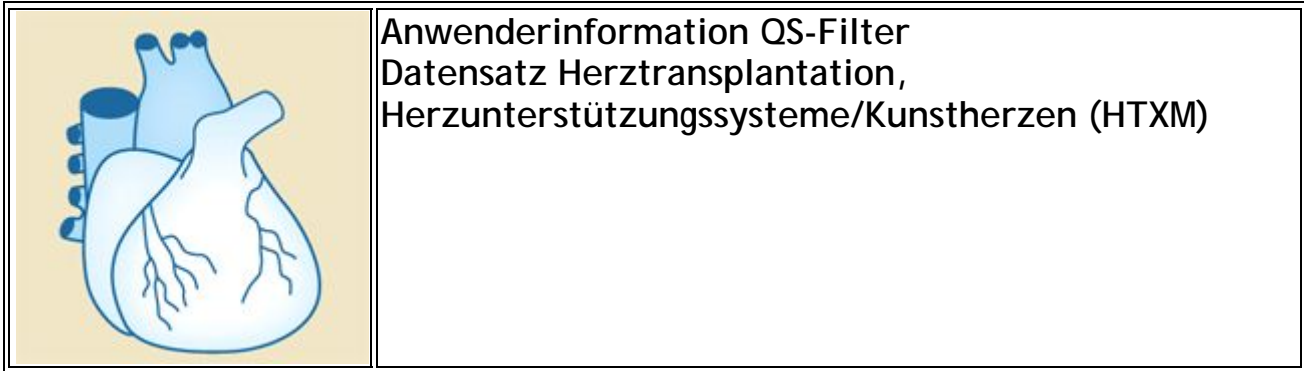 Anwenderinformation QS-Filter
Datensatz Herztransplantation,
Herzunterstützungssysteme/Kunstherzen (HTXM)